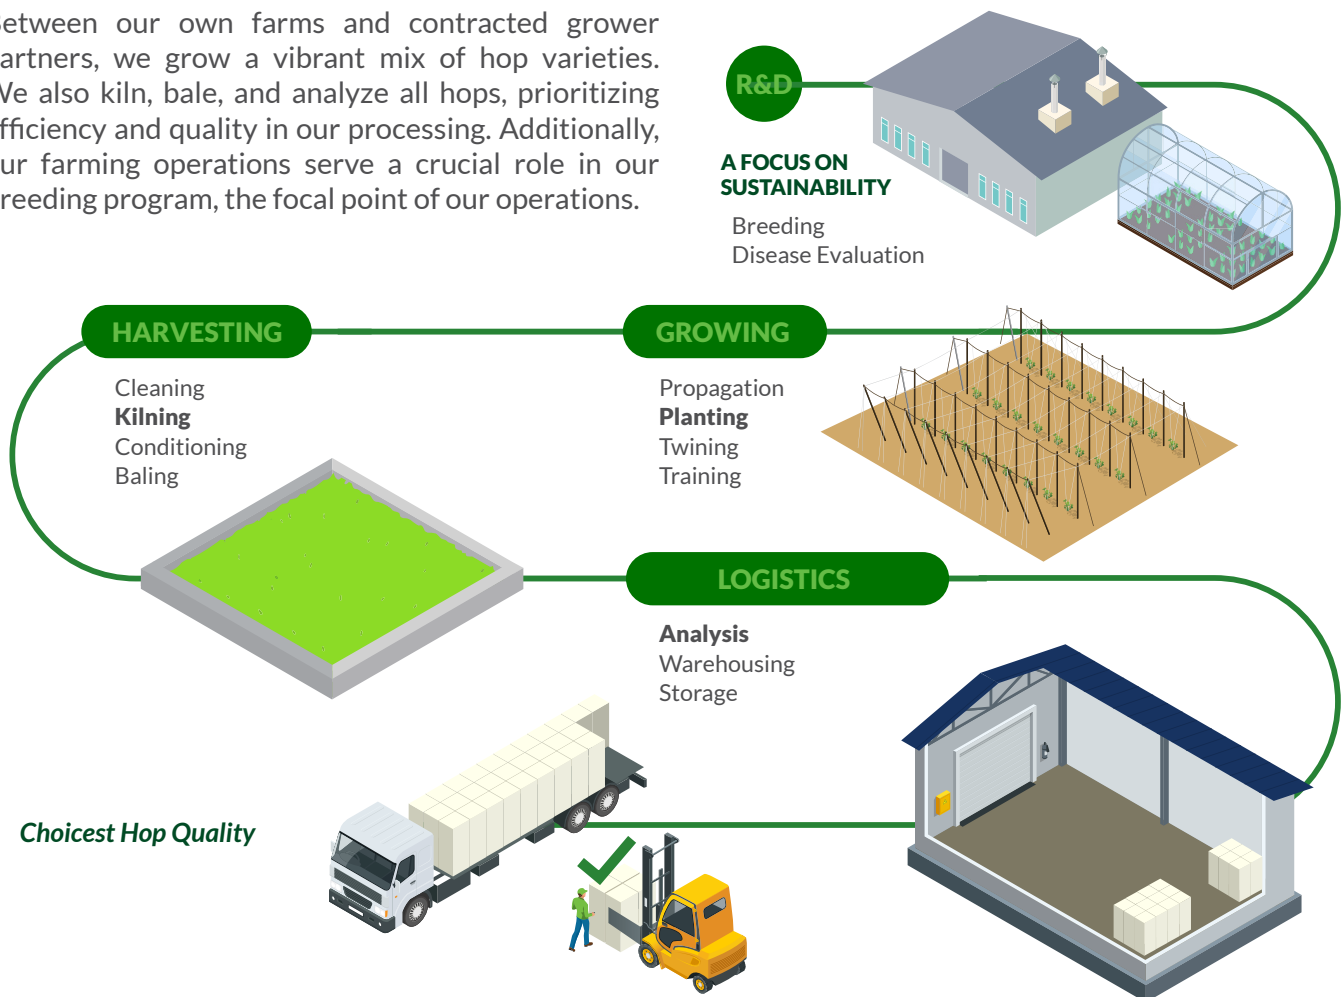 etween our own farms and contracted grower
artners, we grow a vibrant mix of hop varieties.
We also kiln, bale, and analyze all hops, prioritizing
fficiency and quality in our processing. Additionally,
ur farming operations serve a crucial role in our
reeding program, the focal point of our operations.
R&D
A FOCUS ON
SUSTAINABILITY
Breeding
Disease Evaluation
HARVESTING
Cleaning
Kilning
Conditioning
Baling
GROWING
Propagation
Planting
Twining
Training
LOGISTICS
Analysis
Warehousing
Storage
Choicest Hop Quality